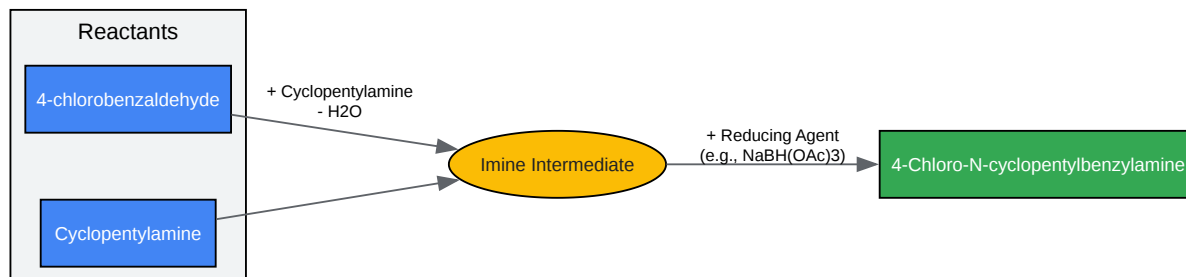 Reactants
4-chlorobenzaldehyde
+ Cyclopentylamine
- H2O
Cyclopentylamine
Imine Intermediate
+ Reducing Agent
(e.g., NaBH(OAc)3)
4-Chloro-N-cyclopentylbenzylamine